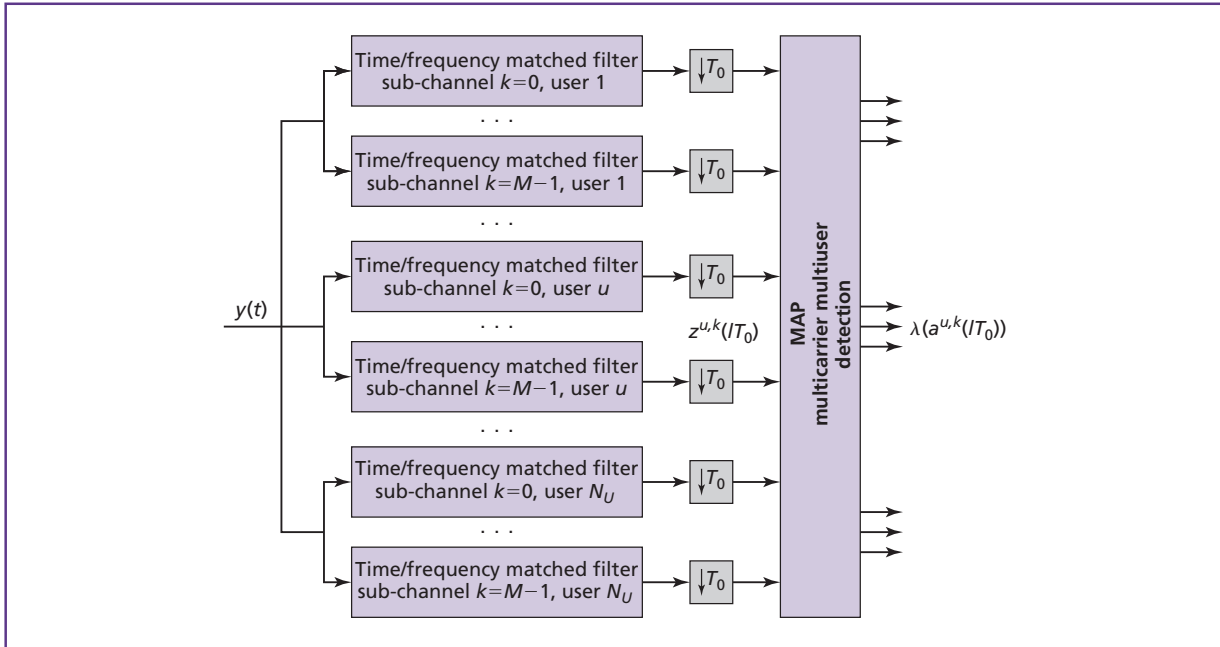 Time/frequency matched filter
sub-channel k=0, user 1
↓T₀
. . .
Time/frequency matched filter
sub-channel k=M−1, user 1
↓T₀
. . .
Time/frequency matched filter
sub-channel k=0, user u
↓T₀
y(t)
. . .
z^{u,k}(lT₀)
Time/frequency matched filter
sub-channel k=M−1, user u
↓T₀
. . .
Time/frequency matched filter
sub-channel k=0, user N_U
↓T₀
. . .
Time/frequency matched filter
sub-channel k=M−1, user N_U
↓T₀
MAP
multicarrier multiuser
detection
λ(a^{u,k}(lT₀))